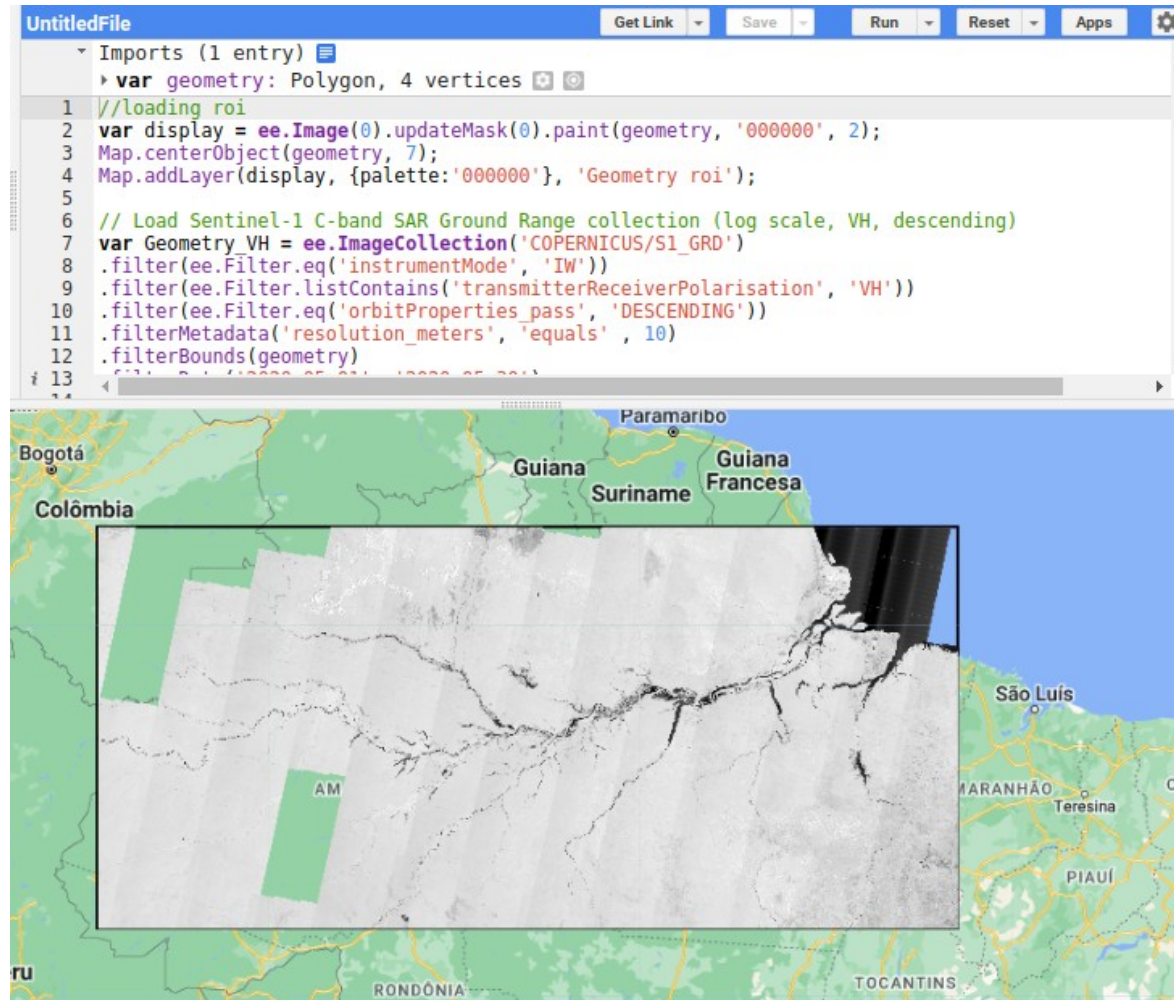 UntitledFile Get Link Save Run Reset Apps
Imports (1 entry)
var geometry: Polygon, 4 vertices
1 //loading roi
2 var display = ee.Image(0).updateMask(0).paint(geometry, '000000', 2);
3 Map.centerObject(geometry, 7);
4 Map.addLayer(display, {palette:'000000'}, 'Geometry roi');
5
6 // Load Sentinel-1 C-band SAR Ground Range collection (log scale, VH, descending)
7 var Geometry_VH = ee.ImageCollection('COPERNICUS/S1_GRD')
8 .filter(ee.Filter.eq('instrumentMode', 'IW'))
9 .filter(ee.Filter.listContains('transmitterReceiverPolarisation', 'VH'))
10 .filter(ee.Filter.eq('orbitProperties_pass', 'DESCENDING'))
11 .filterMetadata('resolution_meters', 'equals' , 10)
12 .filterBounds(geometry)
i 13
Paramaribo
Bogotá
Guiana
Guiana
Francesa
Suriname
Colômbia
São Luís
AM
MARANHÃO
Teresina
PIAUÍ
ru
RONDÔNIA
TOCANTINS